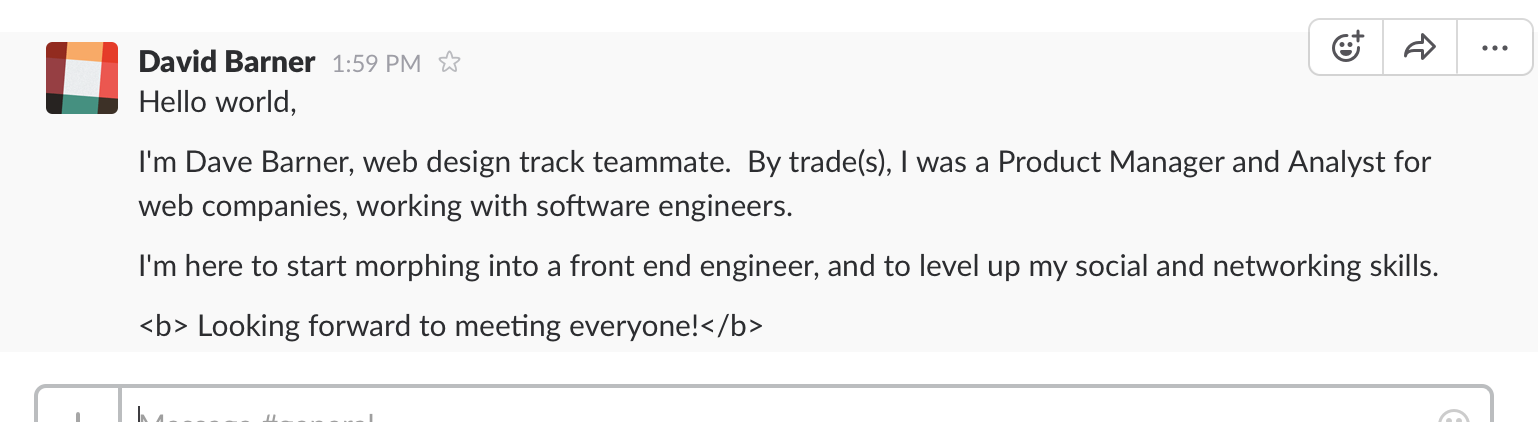 David Barner 1:59 PM
Hello world,
I'm Dave Barner, web design track teammate.  By trade(s), I was a Product Manager and Analyst for
web companies, working with software engineers.
I'm here to start morphing into a front end engineer, and to level up my social and networking skills.
<b> Looking forward to meeting everyone!</b>
Message #general